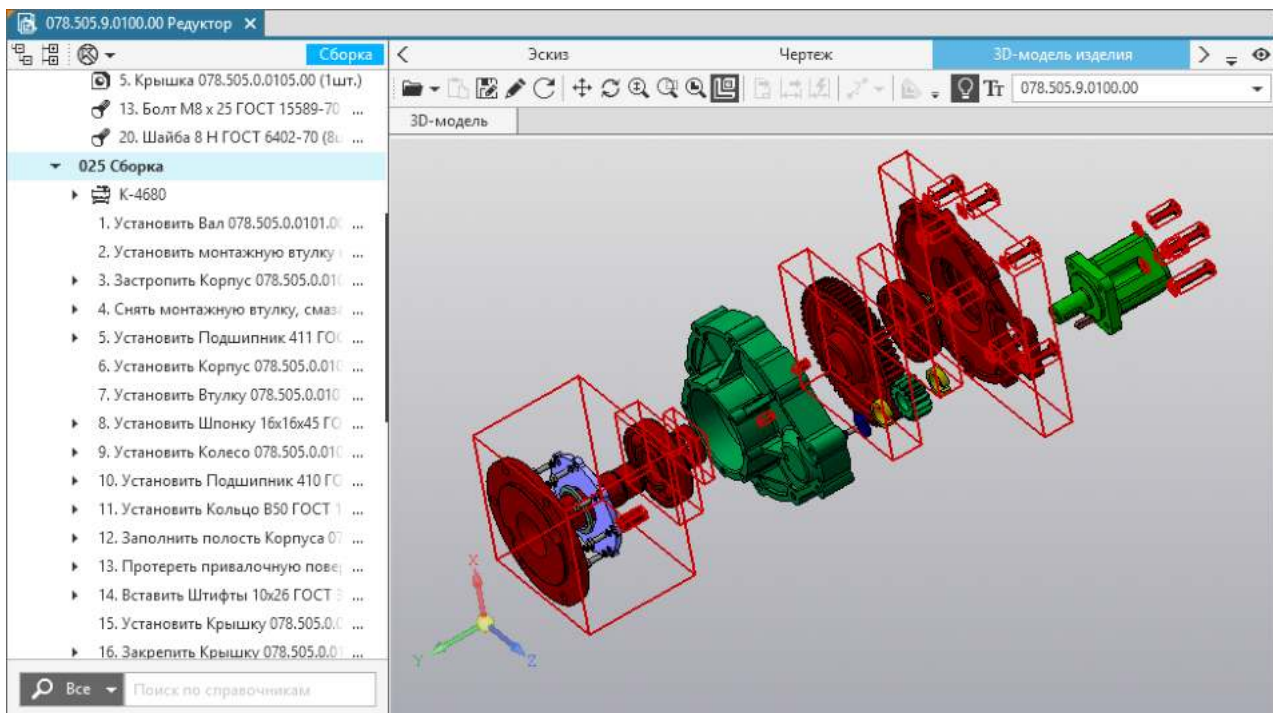 078.505.9.0100.00 Редуктор
Сборка
Эскиз
Чертеж
3D-модель изделия
Tr 078.505.9.0100.00
3D-модель
5. Крышка 078.505.0.0105.00 (1шт.)
13. Болт М8 х 25 ГОСТ 15589-70 ...
20. Шайба 8 Н ГОСТ 6402-70 (8 ...
025 Сборка
К-4680
1. Установить Вал 078.505.0.0101.0 ...
2. Установить монтажную втулку ...
3. Застропить Корпус 078.505.0.01 ...
4. Снять монтажную втулку, смаз ...
5. Установить Подшипник 411 ГО ...
6. Установить Корпус 078.505.0.01 ...
7. Установить Втулку 078.505.0.010 ...
8. Установить Шпонку 16х16х45 ГО ...
9. Установить Колесо 078.505.0.01 ...
10. Установить Подшипник 410 ГО ...
11. Установить Кольцо В50 ГОСТ 1 ...
12. Заполнить полость Корпуса 07 ...
13. Протереть привалочную пове ...
14. Вставить Штифты 10х26 ГОСТ ...
15. Установить Крышку 078.505.0. ...
16. Закрепить Крышку 078.505.0.0 ...
Все
Поиск по справочникам
X
Y
Z